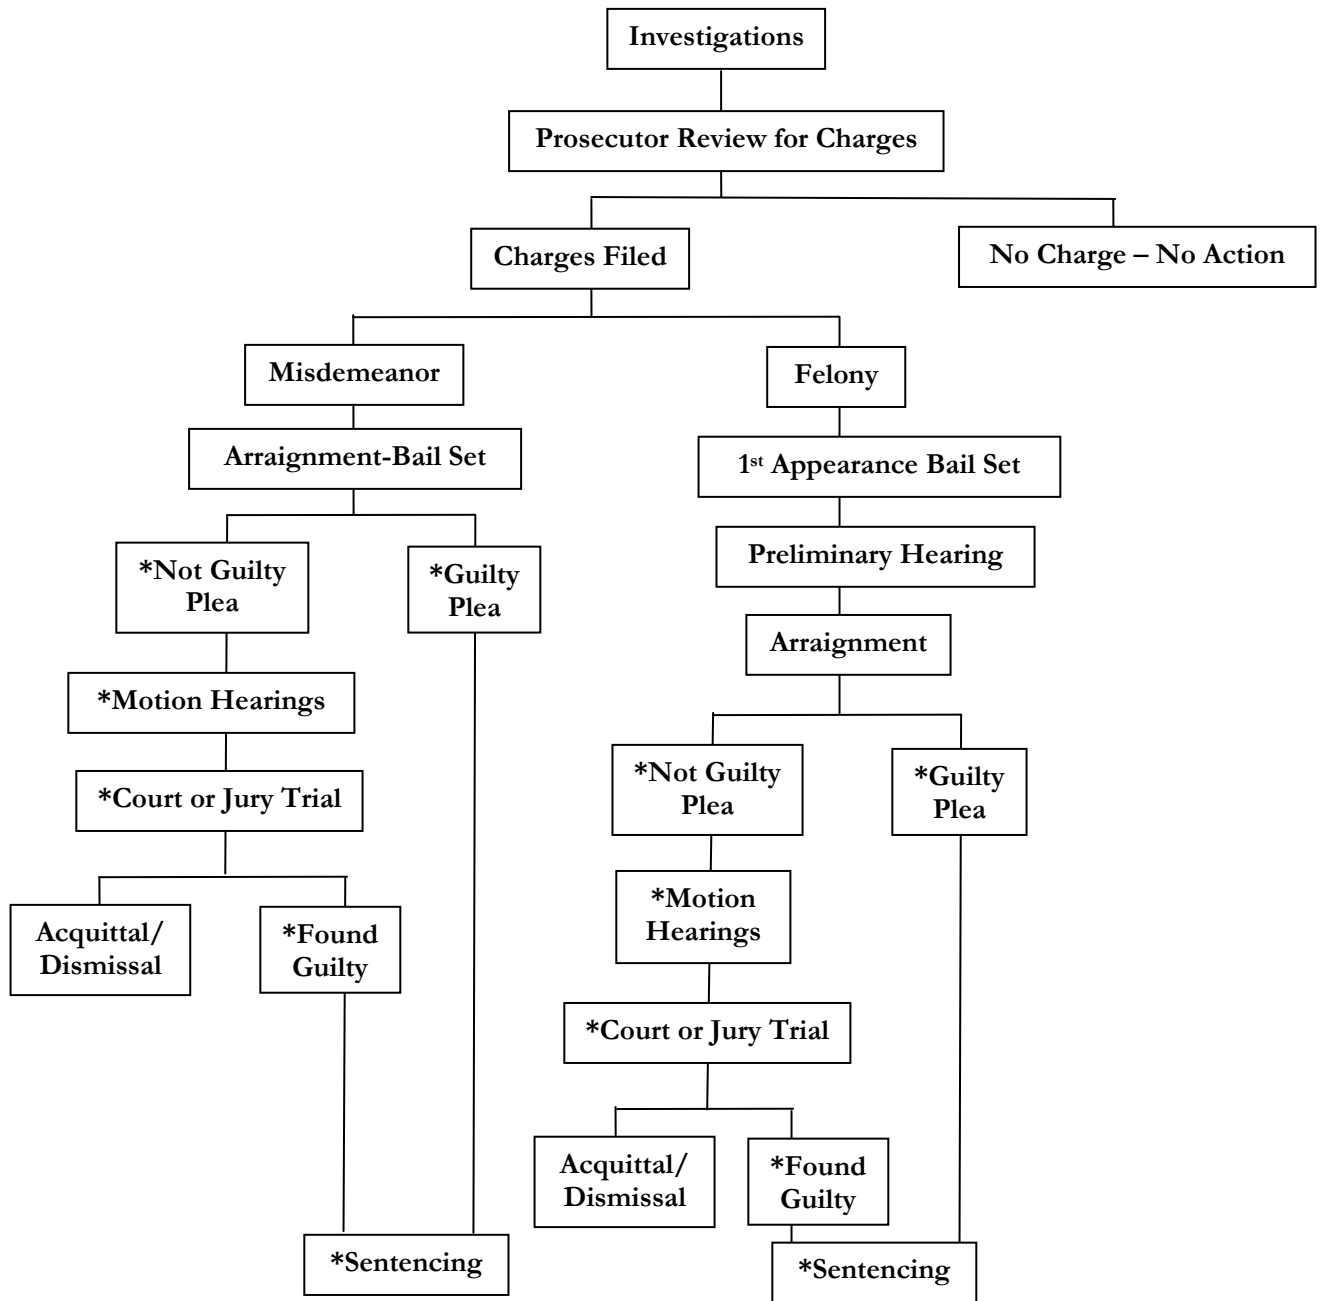 Investigations
Prosecutor Review for Charges
Charges Filed
No Charge – No Action
Misdemeanor
Felony
Arraignment-Bail Set
1st Appearance Bail Set
*Not Guilty
Plea
*Guilty
Plea
Preliminary Hearing
Arraignment
*Motion Hearings
*Not Guilty
Plea
*Guilty
Plea
*Court or Jury Trial
*Motion
Hearings
Acquittal/
Dismissal
*Found
Guilty
*Court or Jury Trial
Acquittal/
Dismissal
*Found
Guilty
*Sentencing
*Sentencing